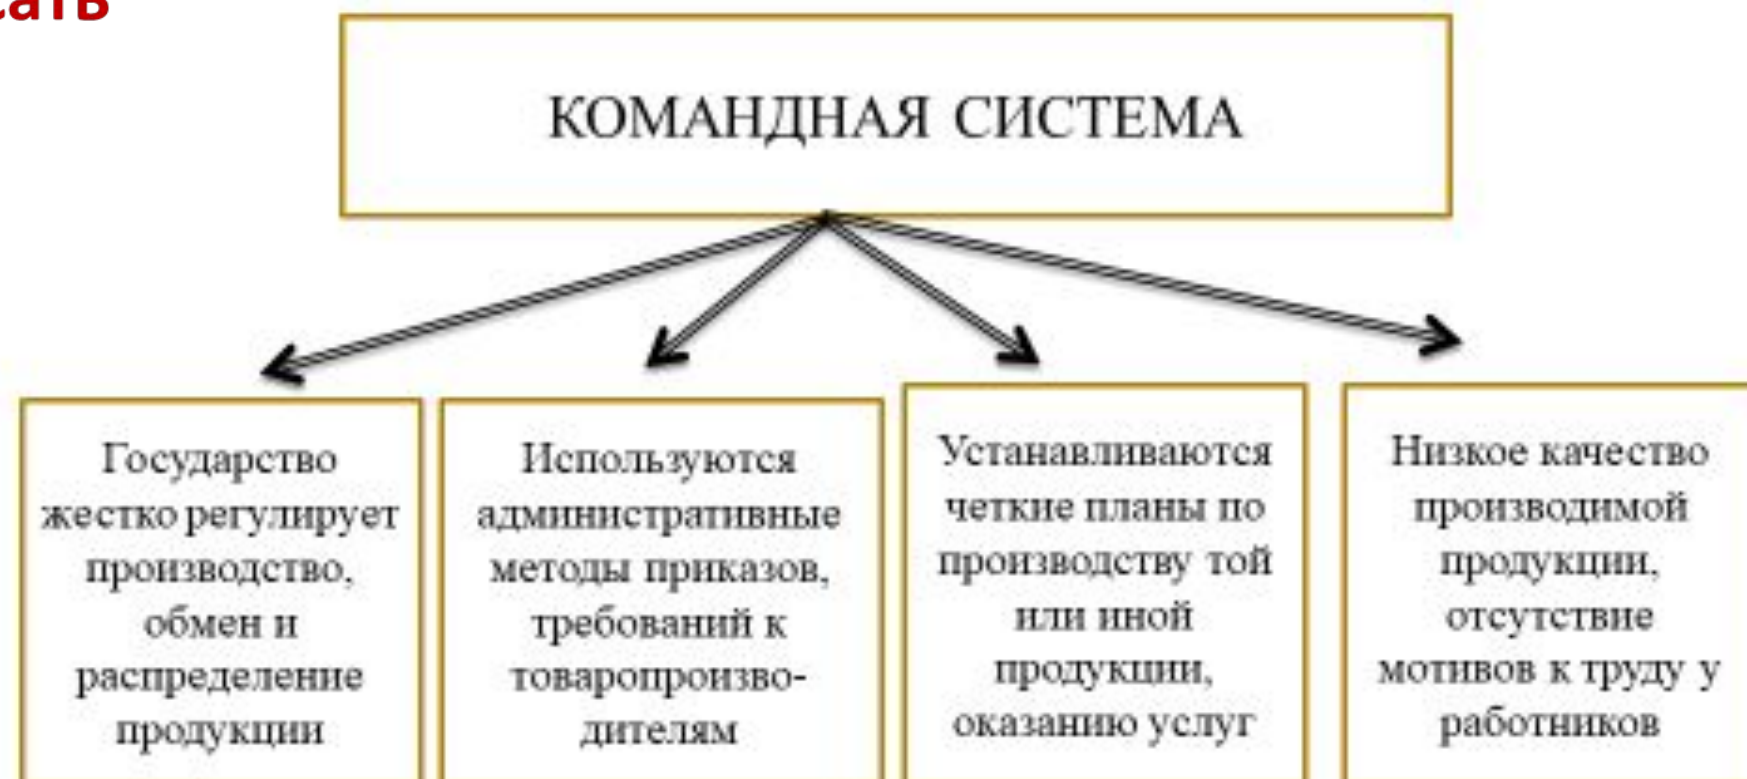 КОМАНДНАЯ СИСТЕМА
Государство
жестко регулирует
производство,
обмен и
распределение
продукции
Используются
административные
методы приказов,
требований к
товаропроизво-
дителям
Устанавливаются
четкие планы по
производству той
или иной
продукции,
оказанию услуг
Низкое качество
производимой
продукции,
отсутствие
мотивов к труду у
работников